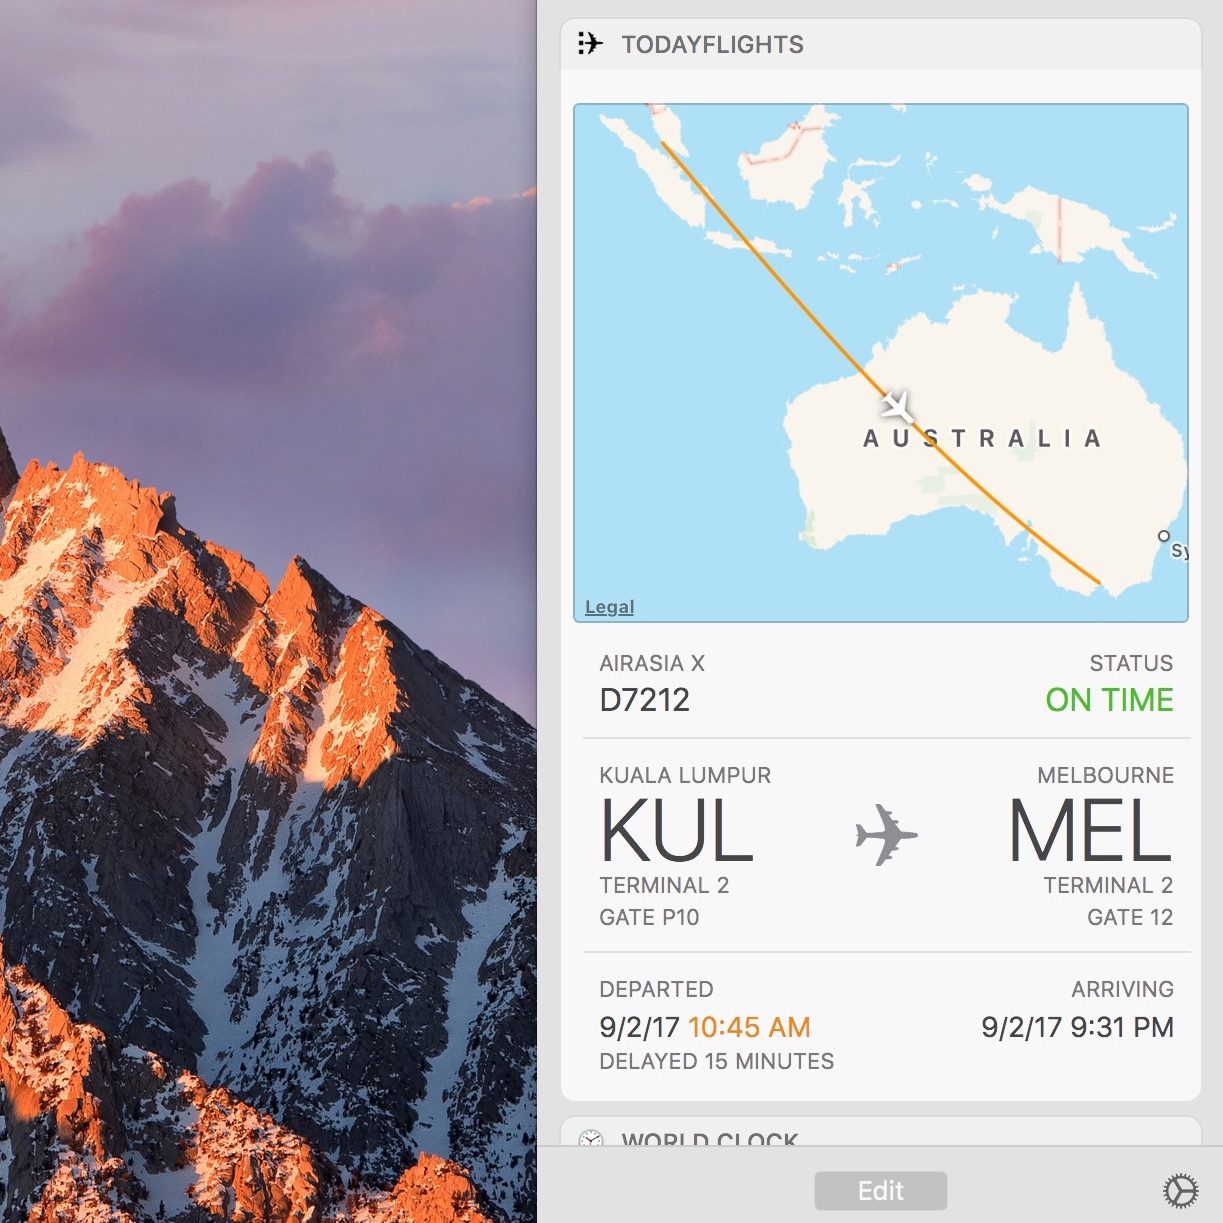 TODAYFLIGHTS
AUSTRALIA
Sy
Legal
AIRASIA X
STATUS
D7212
ON TIME
KUALA LUMPUR
MELBOURNE
KUL
MEL
TERMINAL 2
TERMINAL 2
GATE P10
GATE 12
DEPARTED
ARRIVING
9/2/17 10:45 AM
9/2/17 9:31 PM
DELAYED 15 MINUTES
WORLD CLOCK
Edit